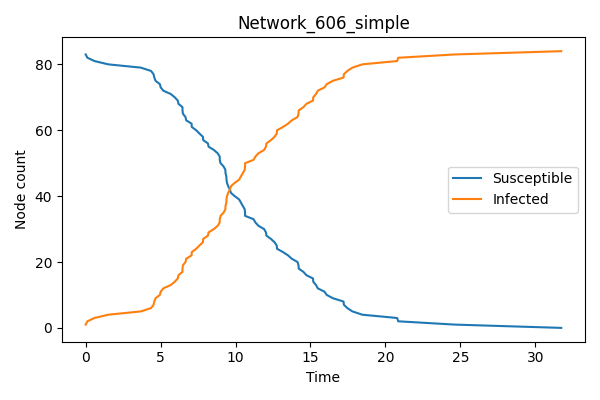 Network_606_simple
Node count
80
60
40
20
0
Susceptible
Infected
0 5 10 15 20 25 30
Time